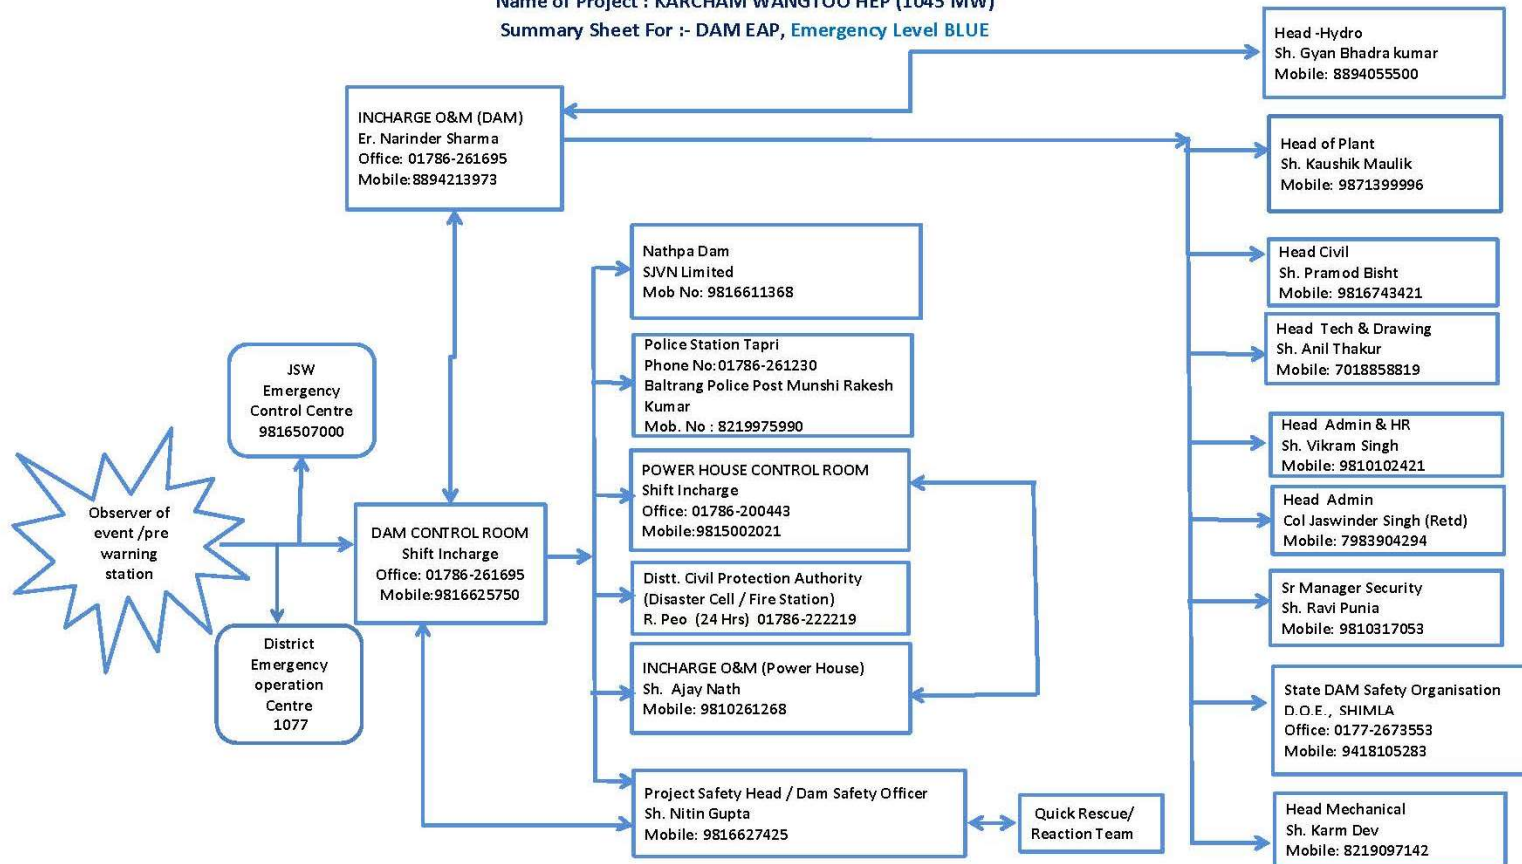 Name of Project : KARCHAM WANGTOO HEP (1045 MW)
Summary Sheet For :- DAM EAP, Emergency Level BLUE
Head -Hydro
Sh. Gyan Bhadra kumar
Mobile: 8894055500
INCHARGE O&M (DAM)
Er. Narinder Sharma
Office: 01786-261695
Mobile:8894213973
Head of Plant
Sh. Kaushik Maulik
Mobile: 9871399996
Nathpa Dam
SJVN Limited
Mob No: 9816611368
Head Civil
Sh. Pramod Bisht
Mobile: 9816743421
Police Station Tapri
Phone No:01786-261230
Baltrang Police Post Munshi Rakesh
Kumar
Mob. No : 8219975990
Head Tech & Drawing
Sh. Anil Thakur
Mobile: 7018858819
JSW
Emergency
Control Centre
9816507000
Head Admin & HR
Sh. Vikram Singh
Mobile: 9810102421
POWER HOUSE CONTROL ROOM
Shift Incharge
Office: 01786-200443
Mobile:9815002021
Head Admin
Col Jaswinder Singh (Retd)
Mobile: 7983904294
Observer of
event /pre
warning
station
DAM CONTROL ROOM
Shift Incharge
Office: 01786-261695
Mobile:9816625750
Distt. Civil Protection Authority
(Disaster Cell / Fire Station)
R. Peo (24 Hrs) 01786-222219
Sr Manager Security
Sh. Ravi Punia
Mobile: 9810317053
District
Emergency
operation
Centre
1077
INCHARGE O&M (Power House)
Sh. Ajay Nath
Mobile: 9810261268
State DAM Safety Organisation
D.O.E., SHIMLA
Office: 0177-2673553
Mobile: 9418105283
Project Safety Head / Dam Safety Officer
Sh. Nitin Gupta
Mobile: 9816627425
Quick Rescue/
Reaction Team
Head Mechanical
Sh. Karm Dev
Mobile: 8219097142